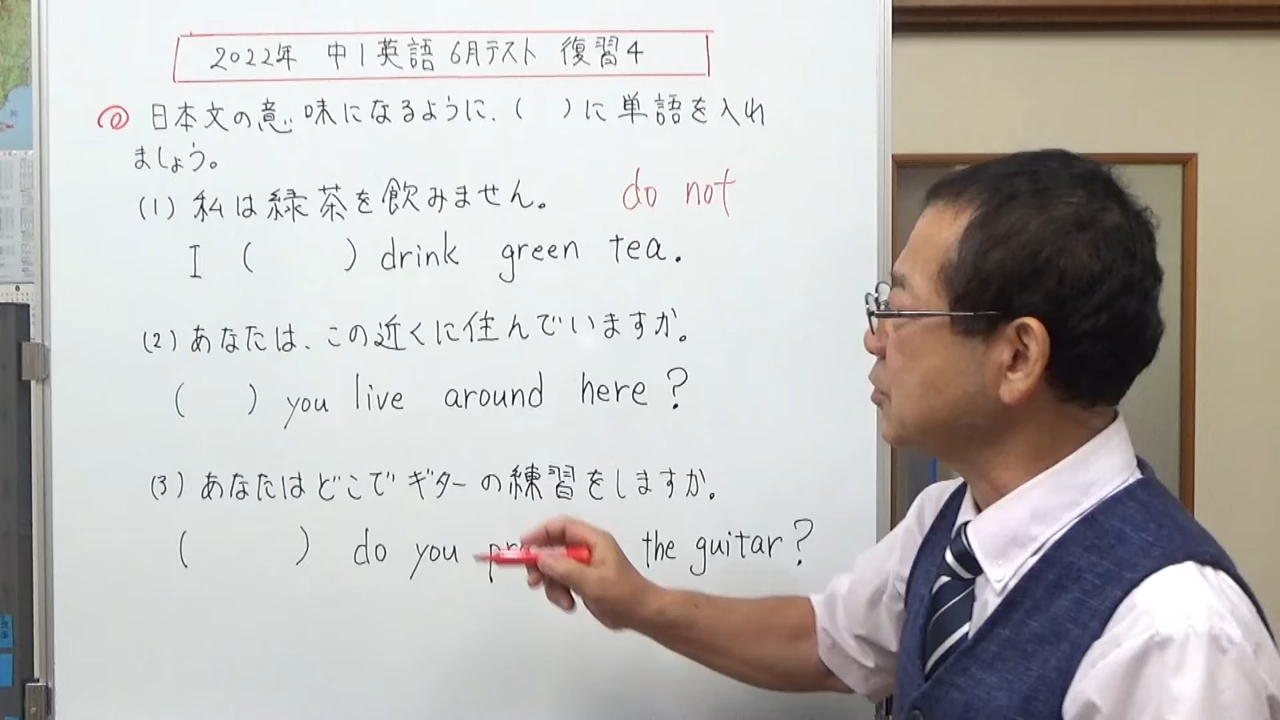 2022年 中1英語 6月テスト 復習4
日本文の意味になるように、( )に単語を入れ
ましょう。
(1) 私は緑茶を飲みません。 do not
I ( ) drink green tea.
(2) あなたは、この近くに住んでいますか。
( ) you live around here?
(3) あなたはどこでギターの練習をしますか。
( ) do you the guitar?